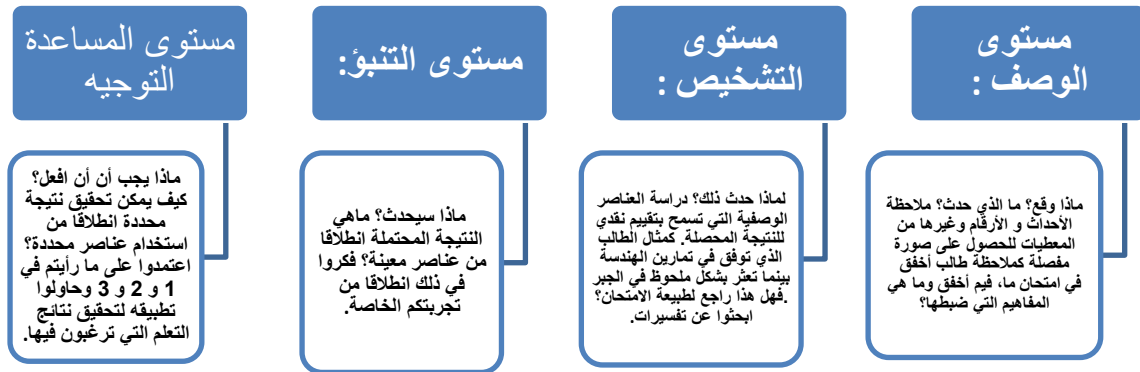 مستوى
الوصف :
ماذا وقع؟ ما الذي حدث؟ ملاحظة
الأحداث و الأرقام وغيرها من
المعطيات للحصول على صورة
مفصلة كملاحظة طالب أخفق
في امتحان ما، فيم أخفق وما هي
المفاهيم التي ضبطها؟
مستوى
التشخيص :
لماذا حدث ذلك؟ دراسة العناصر
الوصفية التي تسمح بتقييم نقدي
للنتيجة المحصلة. كمثال الطالب
الذي توفق في تمارين الهندسة
بينما تعثر بشكل ملحوظ في الجبر
.فهل هذا راجع لطبيعة الامتحان؟
ابحثوا عن تفسيرات.
مستوى التنبؤ:
ماذا سيحدث؟ ماهي
النتيجة المحتملة انطلاقا
من عناصر معينة؟ فكروا
في ذلك انطلاقا من
تجربتكم الخاصة.
مستوى المساعدة
التوجيه
ماذا يجب أن أن افعل؟
كيف يمكن تحقيق نتيجة
محددة انطلاقا من
استخدام عناصر محددة؟
اعتمدوا على ما رأيتم في
1 و 2 و 3 وحاولوا
تطبيقه لتحقيق نتائج
التعلم التي ترغبون فيها.